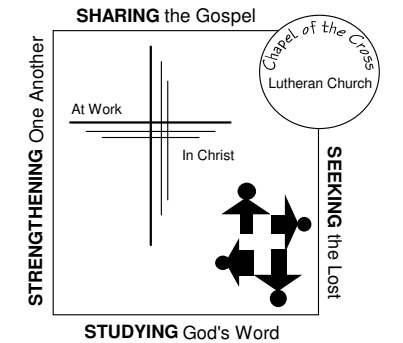 SHARING the Gospel
Chapel of the Cross
Lutheran Church
STRENGTHENING One Another
At Work
In Christ
SEEKING the Lost
STUDYING God's Word